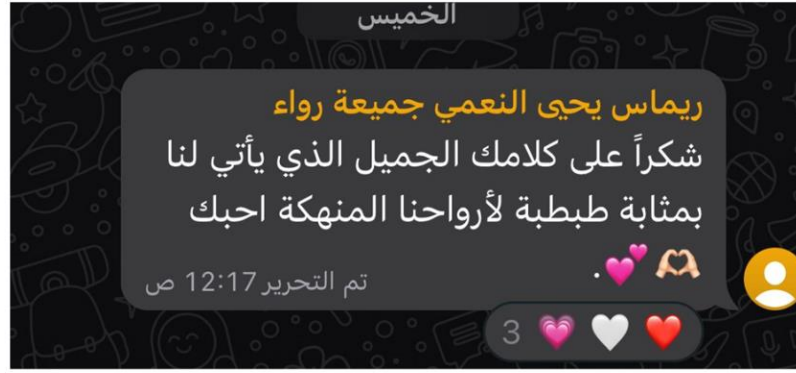 الخميس
ريماس يحيى النعمي جميعة رواء
شكراً على كلامك الجميل الذي يأتي لنا
بمثابة طبطبة لأرواحنا المنهكة احبك
🫶🏻💕.
تم التحرير 12:17 ص
❤️🤍💗 3